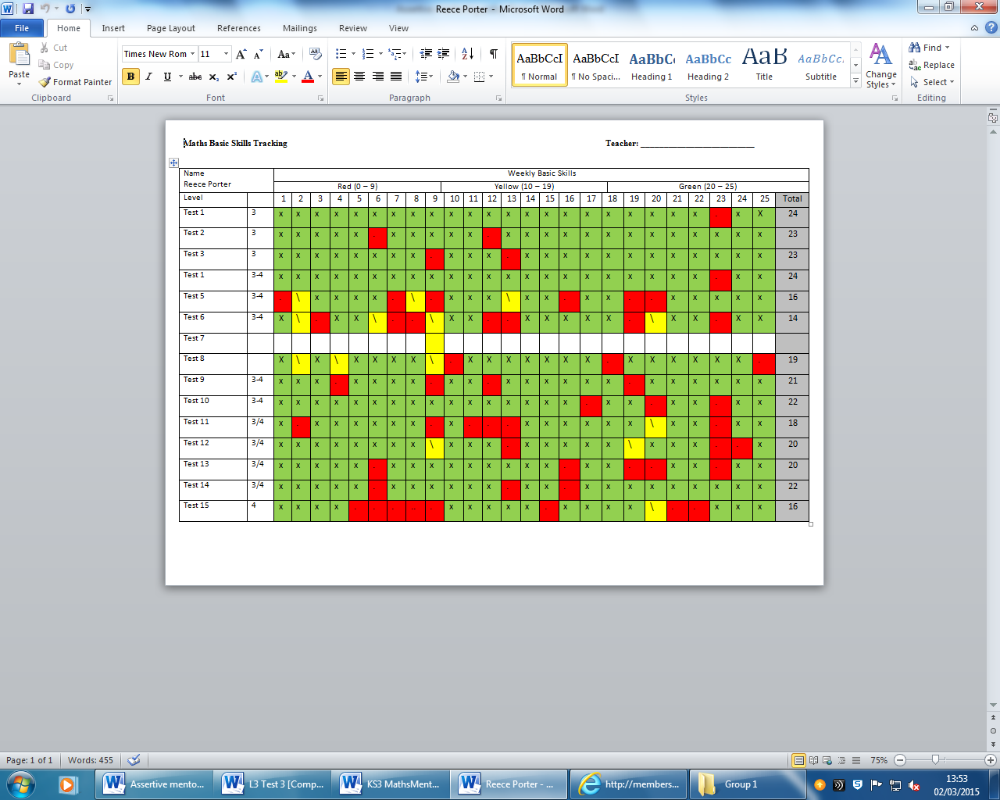 Reece Porter - Microsoft Word
File Home Insert Page Layout References Mailings Review View
Paste
Cut
Copy
Format Painter
Clipboard
Times New Rom 11
B I U abc x₂ x² A ab A
Font
Paragraph
AaBbCcI AaBbCcI AaBbCc AaBbCc AaB AaBbCcI
¶ Normal ¶ No Spaci... Heading 1 Heading 2 Title Subtitle
Change Styles
Styles
Find
Replace
Select
Editing
Maths Basic Skills Tracking Teacher: ___________________________
Name Weekly Basic Skills
Reece Porter Red (0 – 9) Yellow (10 – 19) Green (20 – 25)
Level 1 2 3 4 5 6 7 8 9 10 11 12 13 14 15 16 17 18 19 20 21 22 23 24 25 Total
Test 1 3 x x x x x x x x x x x x x x x x x x x x x x . x X 24
Test 2 3 x x x x x . x x x x x . x x x x x x x x x x x x x 23
Test 3 3 x x x x x x x x . x x x . x x x x x x x x x x x x 23
Test 1 3-4 x x x x x x x x x x x x x x x x x x x x x x . x x 24
Test 5 3-4 . \ x x x x . \ . x x x \ x x . x x . . x x x x x 16
Test 6 3-4 X \ . X X \ . . \ X X . . X X X X X . \ X X . X X 14
Test 7
Test 8 X \ X \ X X X X \ . X X X X X X X . X X X X X X . 19
Test 9 3-4 x x x . x x x x . x x . x x x x x x . x x x x x x 21
Test 10 3-4 x x x x x x x x x x x x x x x x . x x . x x . x x 22
Test 11 3/4 x . x x x x x x . x . . . x x x x x x \ x x . x x 18
Test 12 3/4 x x x x x x x x \ x x x . x x x x x \ x x x . . x 20
Test 13 3/4 x x x x x . x x x x x x x x x . x x . . x x . x x 20
Test 14 3/4 x x x x x . x x x x x x . x x . x x x x x x x x x 22
Test 15 4 x x x x . . . . . x x x x x . x x x x \ . . x x x 16
Page: 1 of 1 Words: 455 75%
Assertive mento... L3 Test 3 [Comp... KS3 MathsMent... Reece Porter - ... http://members... Group 1
13:53
02/03/2015